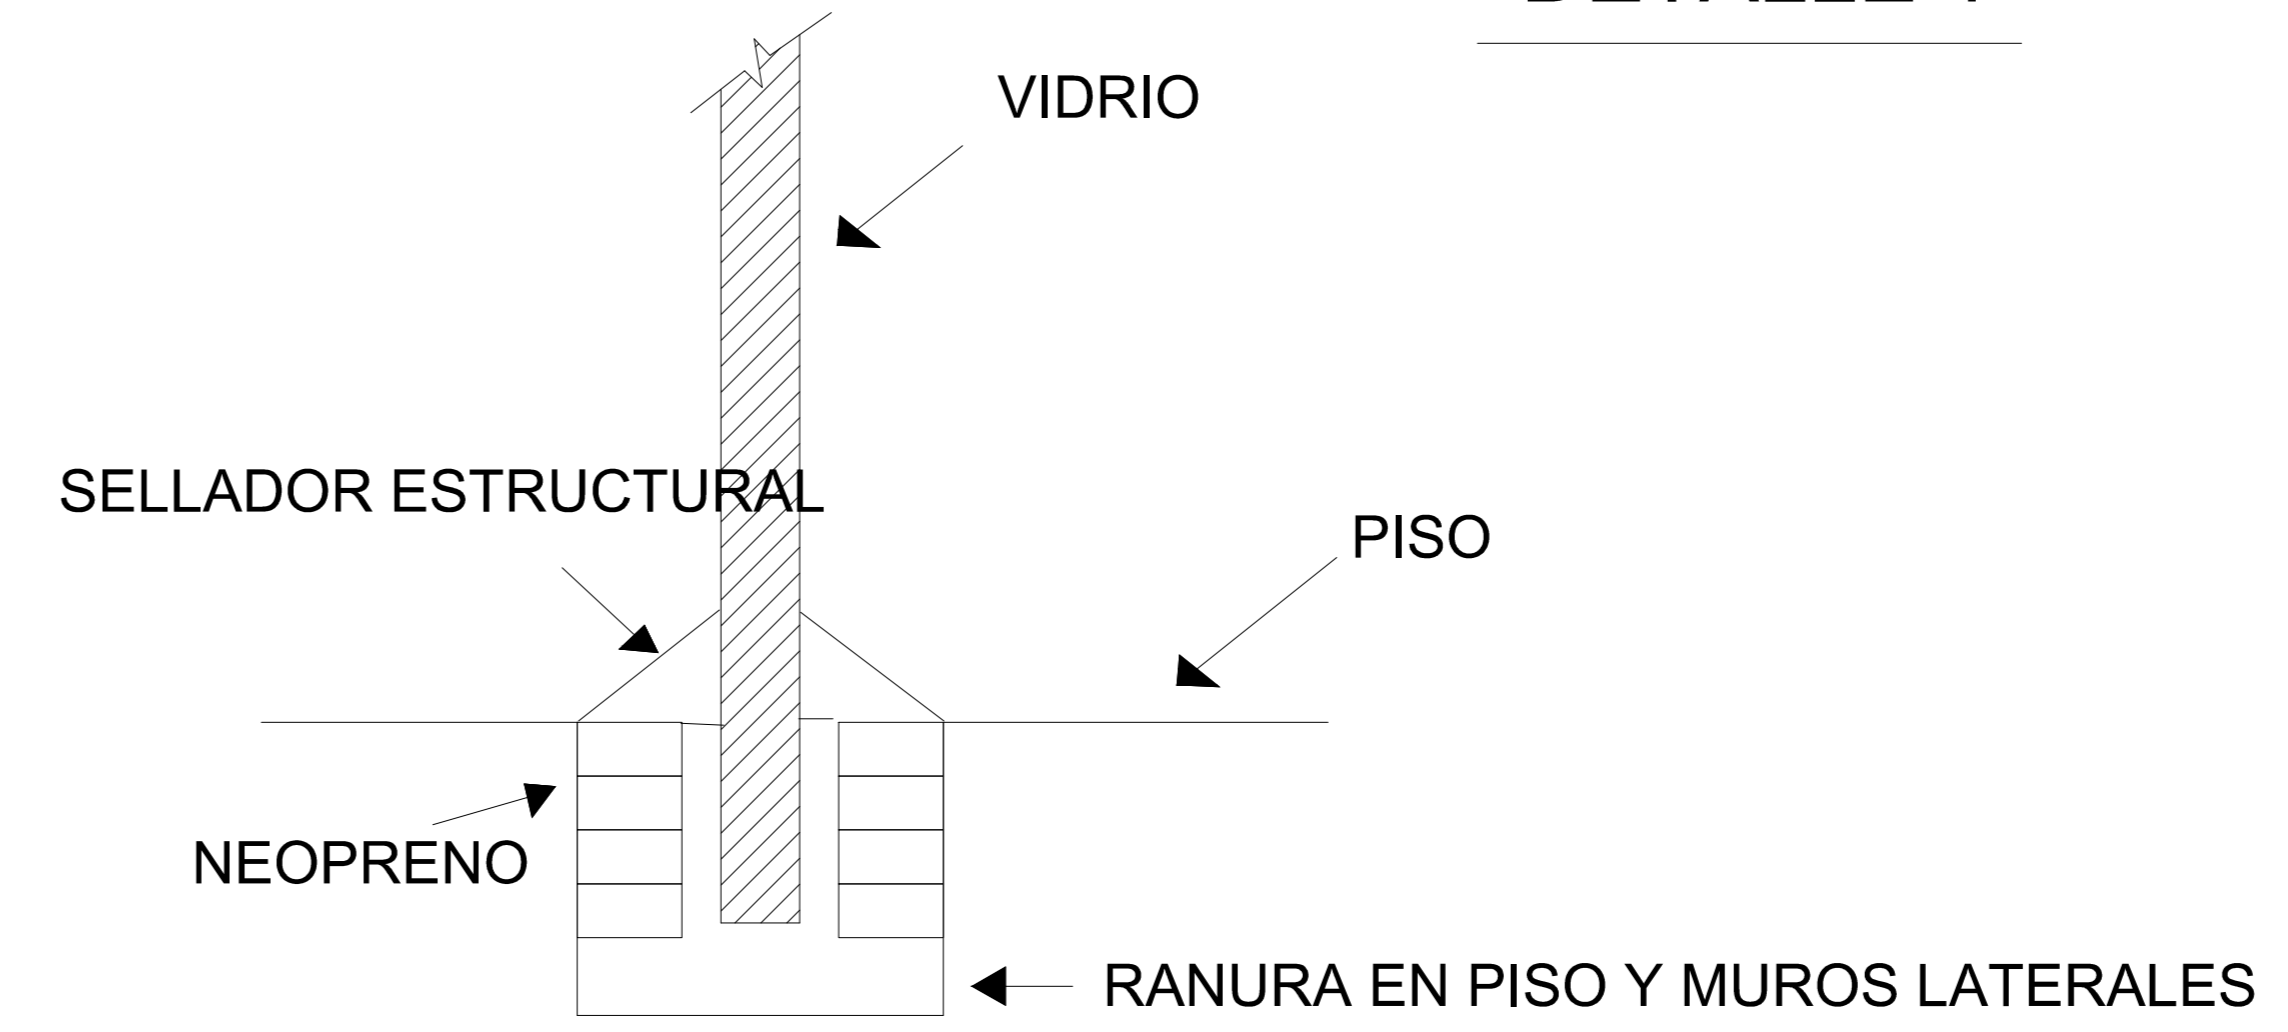 VIDRIO
SELLADOR ESTRUCTURAL
PISO
NEOPRENO
RANURA EN PISO Y MUROS LATERALES